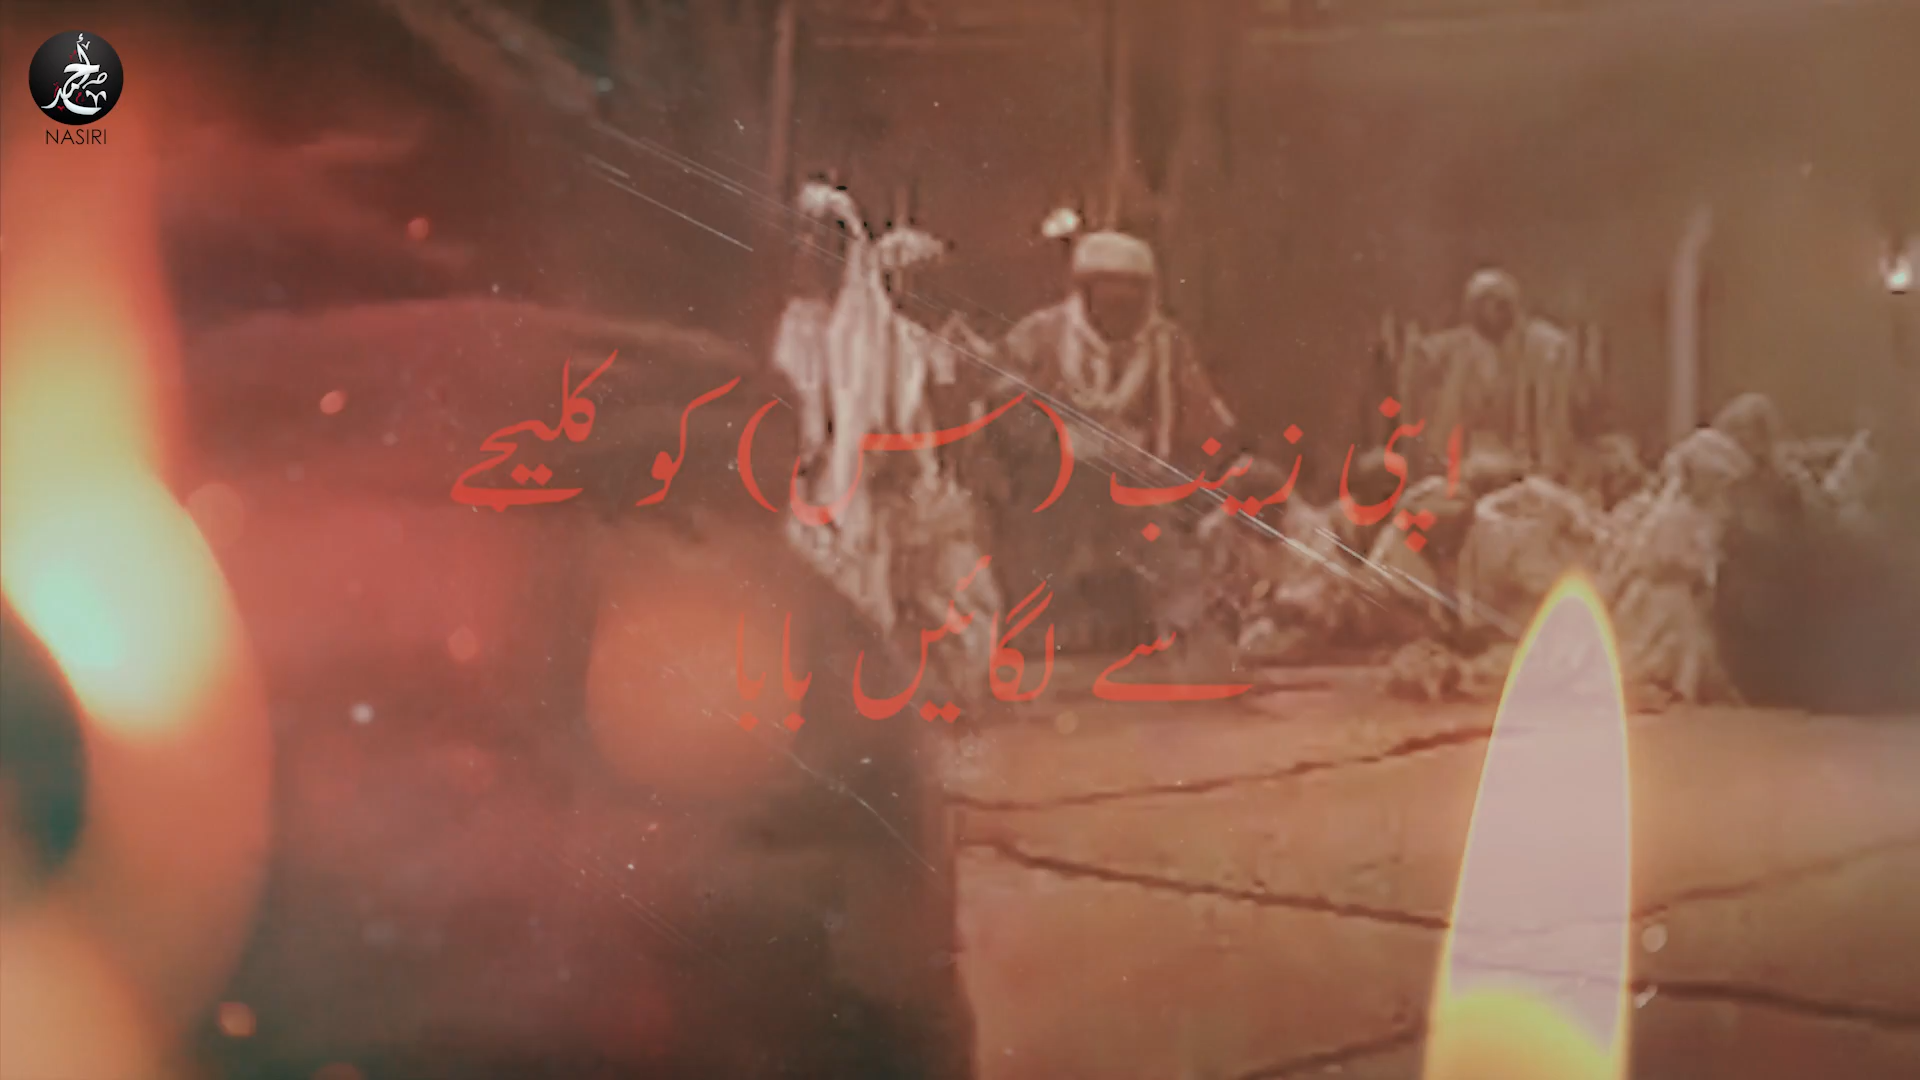 NASIRI
اپنی زینب (س) کو کلیجے
سے لگائیں بابا